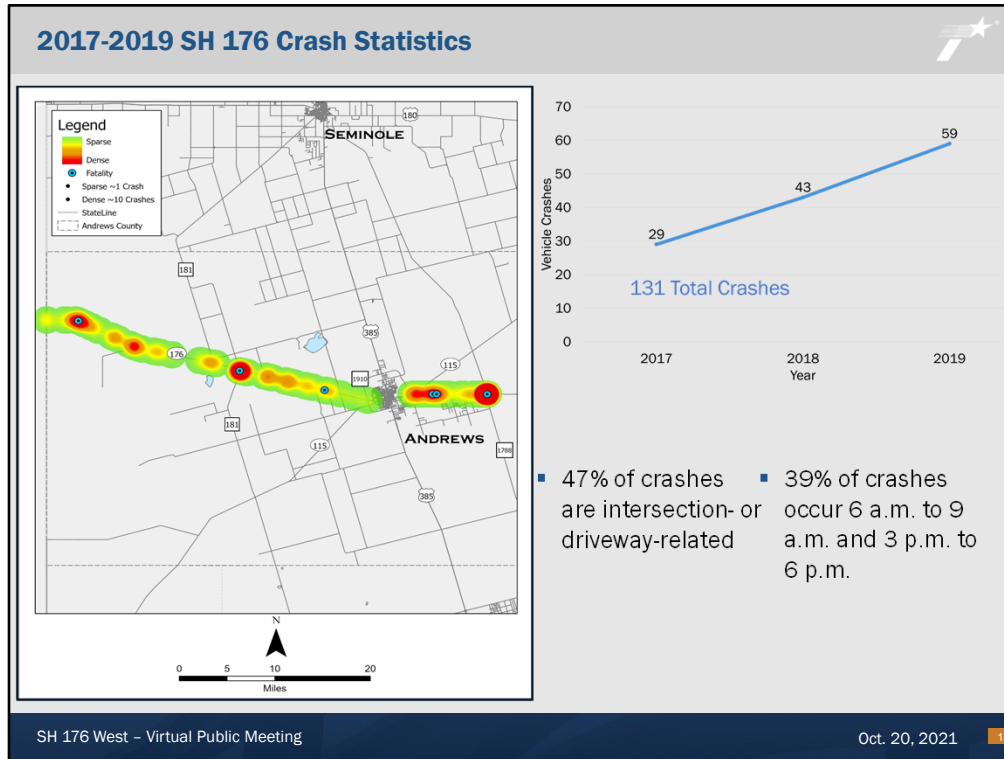 2017-2019 SH 176 Crash Statistics
Legend
Sparse
Dense
Fatality
Sparse ~1 Crash
Dense ~10 Crashes
StateLine
Andrews County
180
SEMINOLE
181
176
385
115
1910
181
ANDREWS
115
1788
385
N
0 5 10 20
Miles
70
60
50
40
30
20
10
0
Vehicle Crashes
29
43
59
131 Total Crashes
2017 2018 2019
Year
▪ 47% of crashes
are intersection- or
driveway-related
▪ 39% of crashes
occur 6 a.m. to 9
a.m. and 3 p.m. to
6 p.m.
SH 176 West – Virtual Public Meeting
Oct. 20, 2021